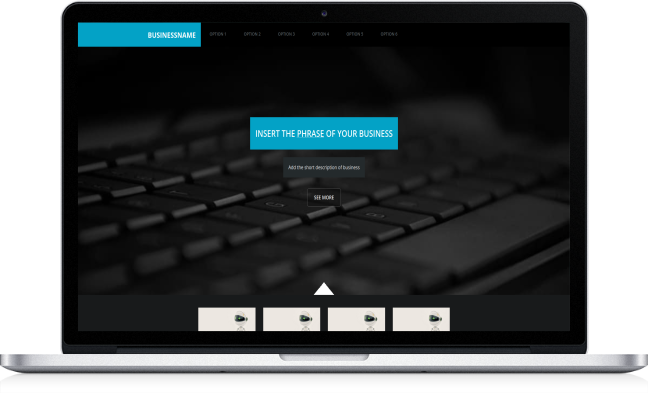 BUSINESSNAME
OPTION 1 OPTION 2 OPTION 3 OPTION 4 OPTION 5 OPTION 6
INSERT THE PHRASE OF YOUR BUSINESS
Add the short description of business
SEE MORE